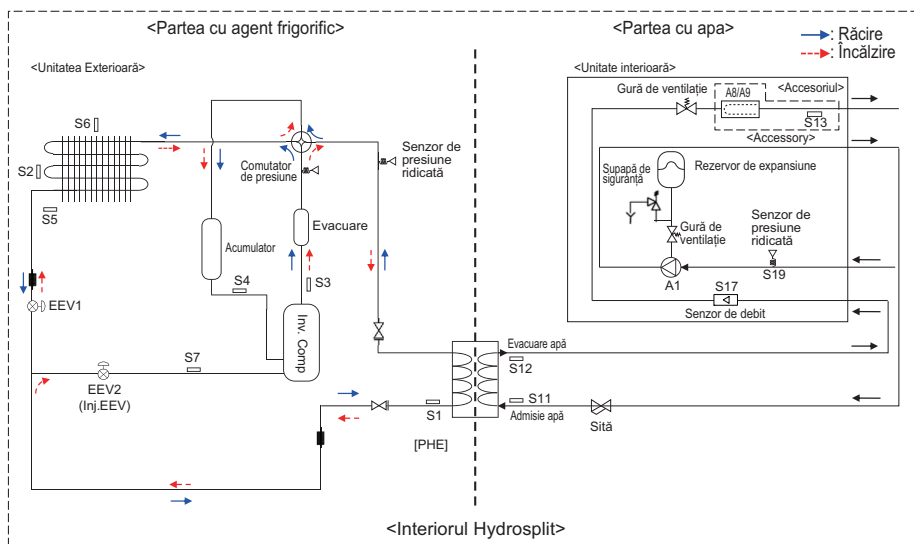 <Partea cu agent frigorific>
<Partea cu apa>
: Răcire
: Încălzire
<Unitatea Exterioară>
<Unitate interioară>
Gură de ventilație
A8/A9
<Accesoriul>
S13
<Accessory>
S6
S2
S5
Comutator
de presiune
Senzor de
presiune
ridicată
Supapă de
siguranță
Rezervor de expansiune
Evacuare
Acumulator
Gură de
ventilație
Senzor de
presiune
ridicată
S19
A1
S4
S3
S17
Senzor de debit
EEV1
Inv. Comp
S7
EEV2
(Inj.EEV)
Evacuare apă
S12
S1
S11
Admisie apă
Sită
[PHE]
<Interiorul Hydrosplit>